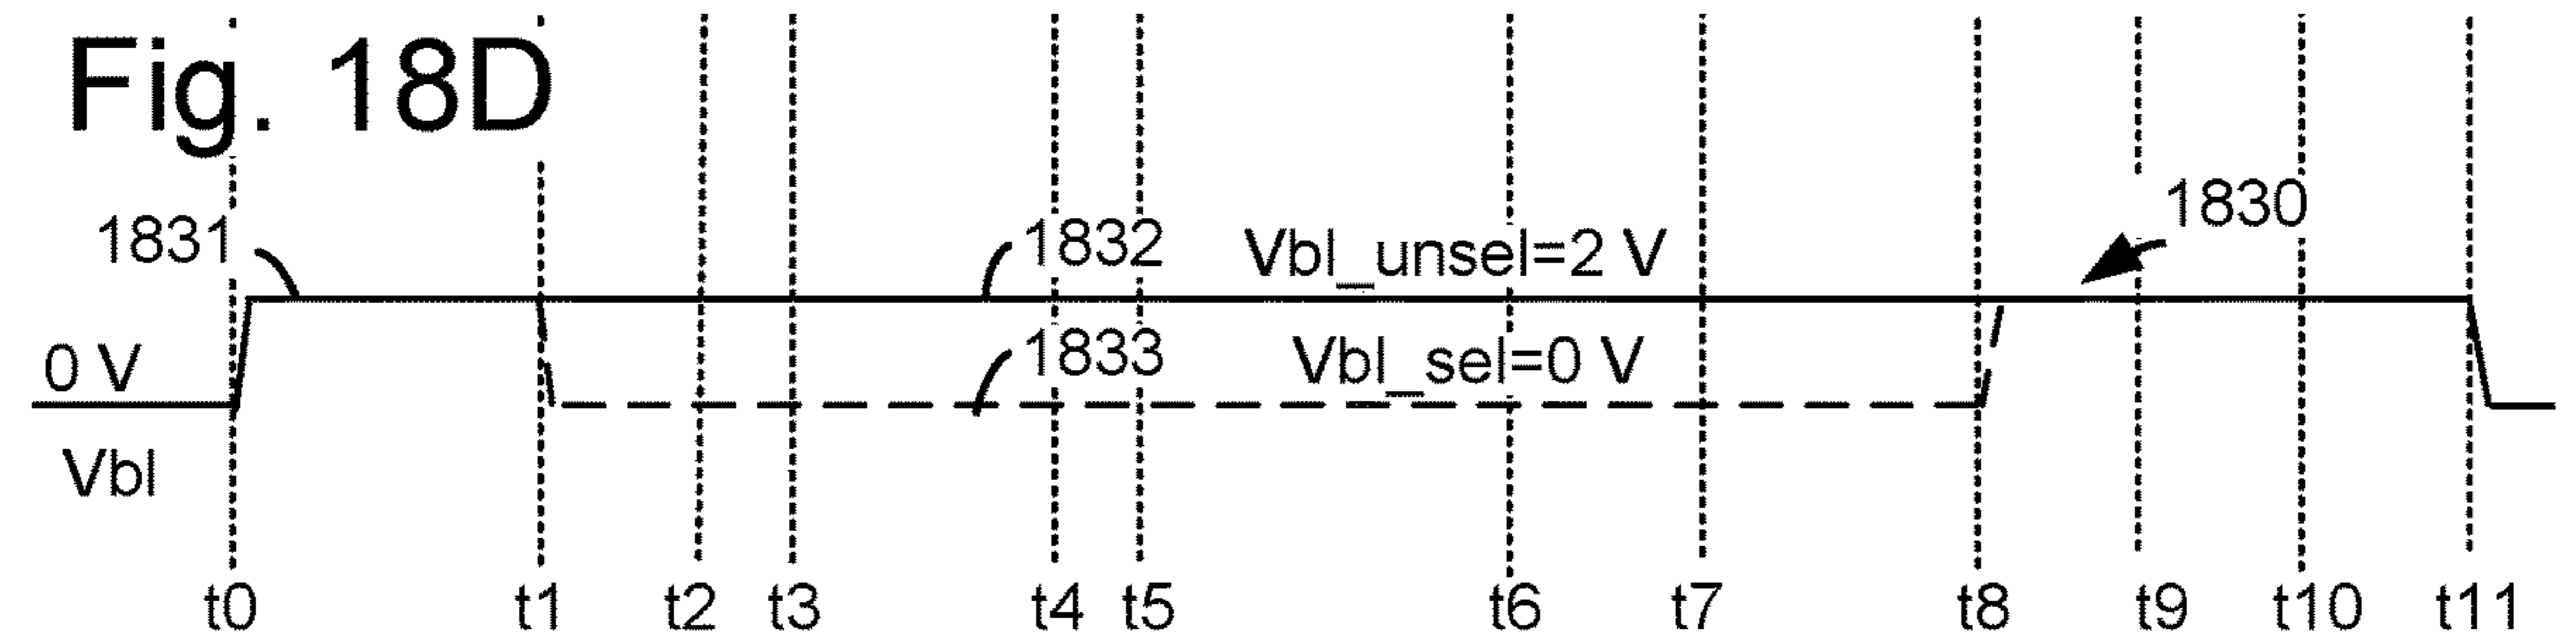 Fig. 18D
1831
1832
Vbl_unsel=2 V
1830
0 V
1833
Vbl_sel=0 V
Vbl
t0 t1 t2 t3 t4 t5 t6 t7 t8 t9 t10 t11